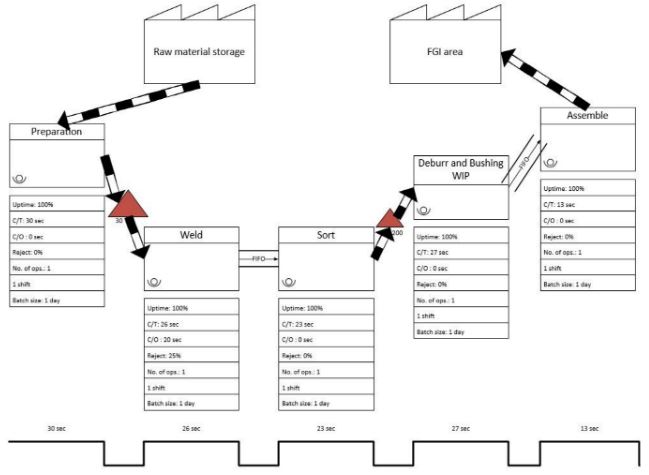 Raw material storage
FGI area
Preparation
Uptime: 100%
C/T: 30 sec
C/O : 0 sec
Reject: 0%
No. of ops.: 1
1 shift
Batch size: 1 day
30
Weld
Uptime: 100%
C/T: 26 sec
C/O : 20 sec
Reject: 25%
No. of ops.: 1
1 shift
Batch size: 1 day
FIFO
Sort
Uptime: 100%
C/T: 23 sec
C/O : 0 sec
Reject: 0%
No. of ops.: 1
1 shift
Batch size: 1 day
200
Deburr and Bushing
WIP
Uptime: 100%
C/T: 27 sec
C/O : 0 sec
Reject: 0%
No. of ops.: 1
1 shift
Batch size: 1 day
FIFO
Assemble
Uptime: 100%
C/T: 13 sec
C/O : 0 sec
Reject: 0%
No. of ops.: 1
1 shift
Batch size: 1 day
30 sec
26 sec
23 sec
27 sec
13 sec